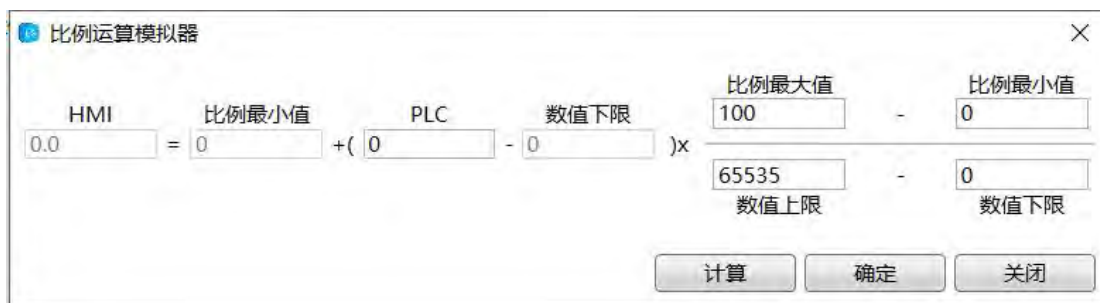 比例运算模拟器
比例最大值 比例最小值
HMI 比例最小值 PLC 数值下限 100 - 0
0.0 = 0 +( 0 - 0 )x
65535 - 0
数值上限 数值下限
计算 确定 关闭